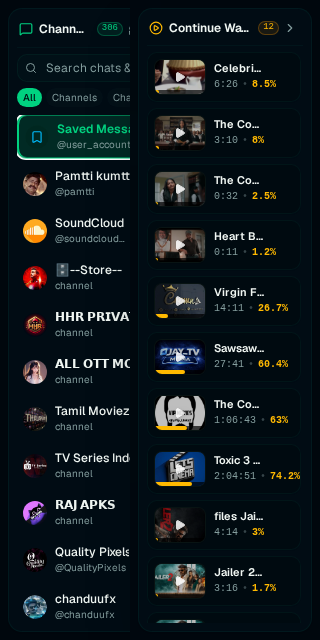 Chann...
306
Search chats &
All
Channels
Cha
Saved Messa
@user_account
Pamtti kumtt
@pamtti
SoundCloud
@soundcloud...
🗄️--Store--
channel
HHR PRIVA
channel
ALL OTT MO
channel
Tamil Moviez
channel
TV Series Ind
channel
RAJ APKS
channel
Quality Pixels
@QualityPixels
chanduufx
@chanduufx
Continue Wa...
12
Celebri...
6:26 • 8.5%
The Co...
3:10 • 8%
The Co...
0:32 • 2.5%
Heart B...
0:11 • 1.2%
Virgin F...
14:11 • 26.7%
Sawsaw...
27:41 • 60.4%
The Co...
1:06:43 • 63%
Toxic 3 ...
2:04:51 • 74.2%
files Jai...
4:14 • 3%
Jailer 2...
3:16 • 1.7%